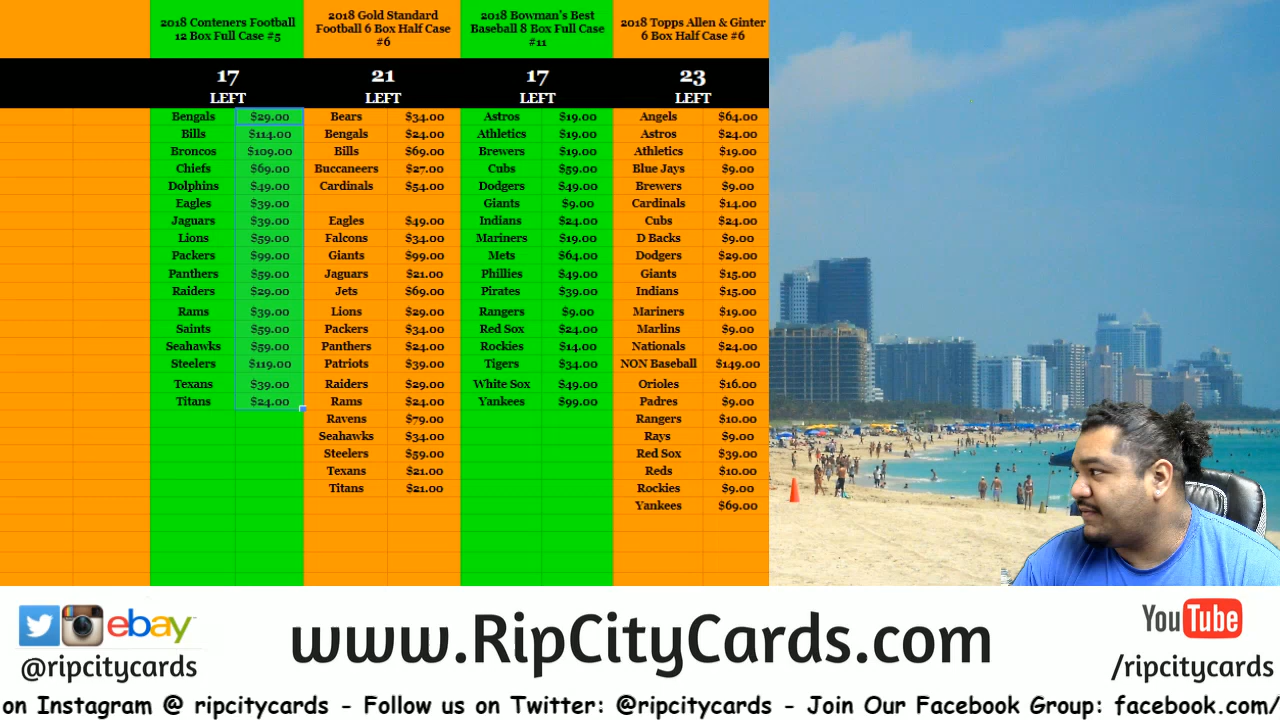 2018 Conteners Football
12 Box Full Case #5
2018 Gold Standard
Football 6 Box Half Case
#6
2018 Bowman's Best
Baseball 8 Box Full Case
#11
2018 Topps Allen & Ginter
6 Box Half Case #6
17 21 17 23
LEFT LEFT LEFT LEFT
Bengals $29.00 Bears $34.00 Astros $19.00 Angels $64.00
Bills $114.00 Bengals $24.00 Athletics $19.00 Astros $24.00
Broncos $109.00 Bills $69.00 Brewers $19.00 Athletics $19.00
Chiefs $69.00 Buccaneers $27.00 Cubs $59.00 Blue Jays $9.00
Dolphins $49.00 Cardinals $54.00 Dodgers $49.00 Brewers $9.00
Eagles $39.00 Giants $9.00 Cardinals $14.00
Jaguars $39.00 Eagles $49.00 Indians $24.00 Cubs $24.00
Lions $59.00 Falcons $34.00 Mariners $19.00 D Backs $9.00
Packers $99.00 Giants $99.00 Mets $64.00 Dodgers $29.00
Panthers $59.00 Jaguars $21.00 Phillies $49.00 Giants $15.00
Raiders $29.00 Jets $69.00 Pirates $39.00 Indians $15.00
Rams $39.00 Lions $29.00 Rangers $9.00 Mariners $19.00
Saints $59.00 Packers $34.00 Red Sox $24.00 Marlins $9.00
Seahawks $59.00 Panthers $24.00 Rockies $14.00 Nationals $24.00
Steelers $119.00 Patriots $39.00 Tigers $34.00 NON Baseball $149.00
Texans $39.00 Raiders $29.00 White Sox $49.00 Orioles $16.00
Titans $24.00 Rams $24.00 Yankees $99.00 Padres $9.00
Ravens $79.00 Rangers $10.00
Seahawks $34.00 Rays $9.00
Steelers $59.00 Red Sox $39.00
Texans $21.00 Reds $10.00
Titans $21.00 Rockies $9.00
Yankees $69.00
ebay
@ripcitycards
www.RipCityCards.com
YouTube
/ripcitycards
on Instagram @ ripcitycards - Follow us on Twitter: @ripcitycards - Join Our Facebook Group: facebook.com/